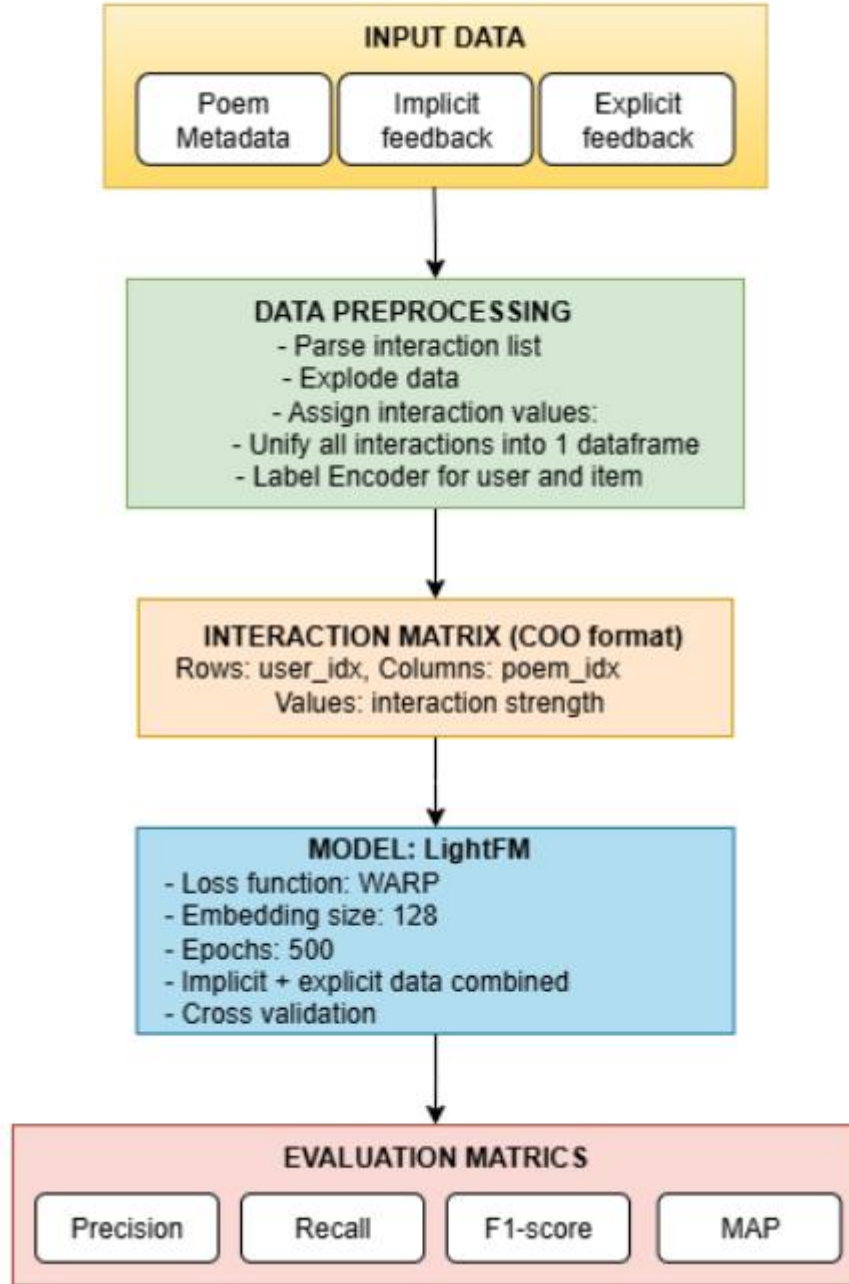 INPUT DATA
Poem
Metadata
Implicit
feedback
Explicit
feedback
DATA PREPROCESSING
- Parse interaction list
- Explode data
- Assign interaction values:
- Unify all interactions into 1 dataframe
- Label Encoder for user and item
INTERACTION MATRIX (COO format)
Rows: user_idx, Columns: poem_idx
Values: interaction strength
MODEL: LightFM
- Loss function: WARP
- Embedding size: 128
- Epochs: 500
- Implicit + explicit data combined
- Cross validation
EVALUATION MATRICS
Precision
Recall
F1-score
MAP